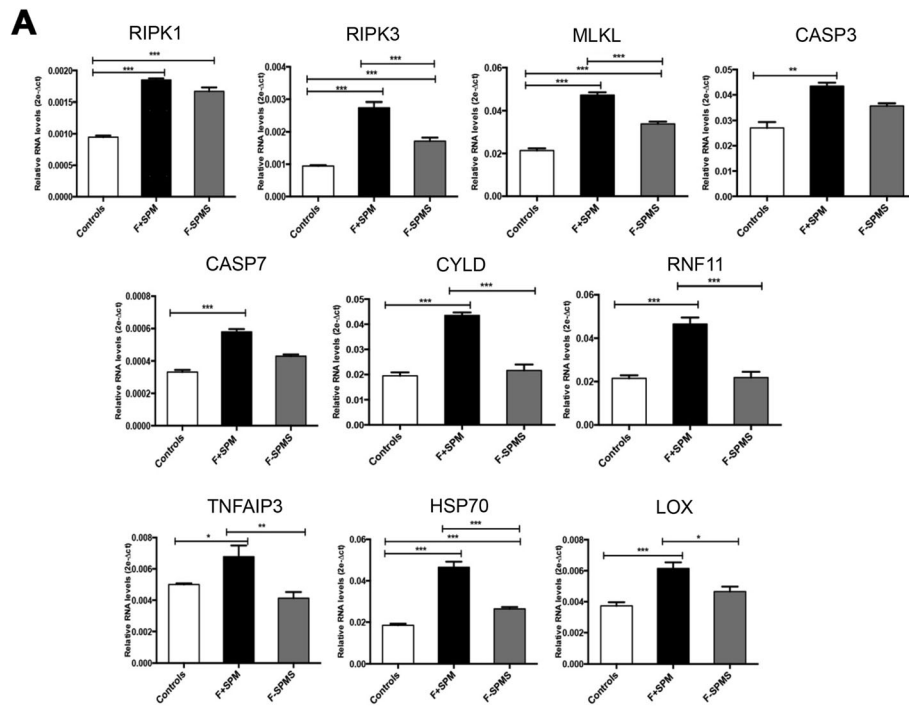 A
RIPK1
***
***
Relative RNA levels (2e-Δct)
0.0020
0.0015
0.0010
0.0005
0.0000
Controls
F+SPM
F-SPMS
RIPK3
***
***
***
Relative RNA levels (2e-Δct)
0.004
0.003
0.002
0.001
0.000
Controls
F+SPM
F-SPMS
MLKL
***
***
***
Relative RNA levels (2e-Δct)
0.06
0.04
0.02
0.00
Controls
F+SPM
F-SPMS
CASP3
**
Relative RNA levels (2e-Δct)
0.06
0.04
0.02
0.00
Controls
F+SPM
F-SPMS
CASP7
***
Relative RNA levels (2e-Δct)
0.0008
0.0006
0.0004
0.0002
0.0000
Controls
F+SPM
F-SPMS
CYLD
***
***
Relative RNA levels (2e-Δct)
0.05
0.04
0.03
0.02
0.01
0.00
Controls
F+SPM
F-SPMS
RNF11
***
***
Relative RNA levels (2e-Δct)
0.06
0.04
0.02
0.00
Controls
F+SPM
F-SPMS
TNFAIP3
**
*
Relative RNA levels (2e-Δct)
0.008
0.006
0.004
0.002
0.000
Controls
F+SPM
F-SPMS
HSP70
***
***
***
Relative RNA levels (2e-Δct)
0.06
0.04
0.02
0.00
Controls
F+SPM
F-SPMS
LOX
***
*
Relative RNA levels (2e-Δct)
0.008
0.006
0.004
0.002
0.00
Controls
F+SPM
F-SPMS